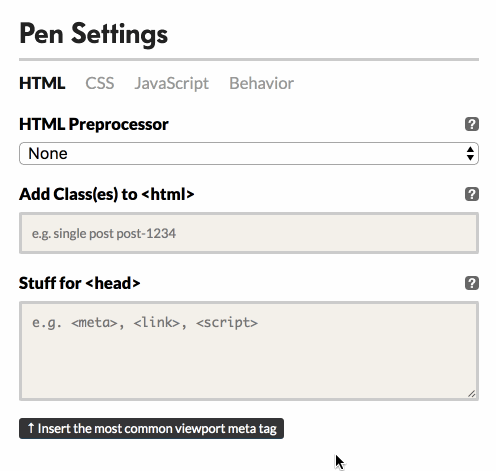 Pen Settings
HTML CSS JavaScript Behavior
HTML Preprocessor ?
None
Add Class(es) to <html> ?
e.g. single post post-1234
Stuff for <head> ?
e.g. <meta>, <link>, <script>
↑ Insert the most common viewport meta tag